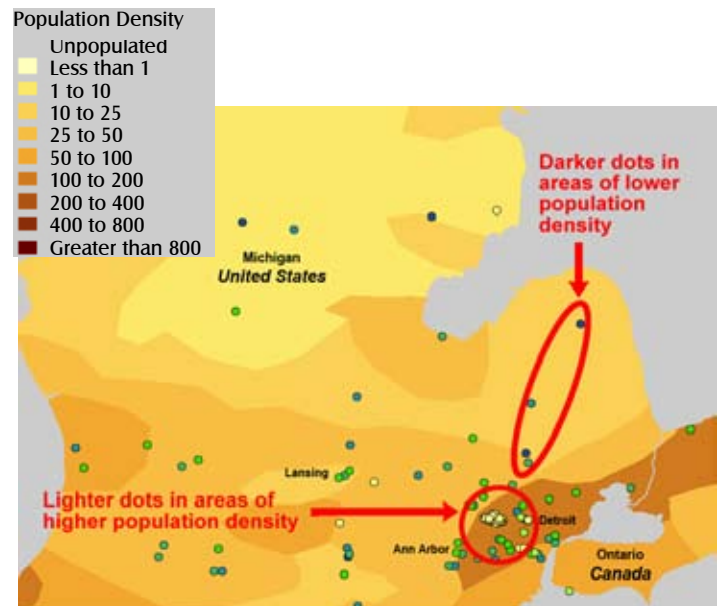 Population Density
Unpopulated
Less than 1
1 to 10
10 to 25
25 to 50
50 to 100
100 to 200
200 to 400
400 to 800
Greater than 800
Darker dots in
areas of lower
population
density
Michigan
United States
Lansing
Lighter dots in areas of
higher population density
Detroit
Ann Arbor
Ontario
Canada